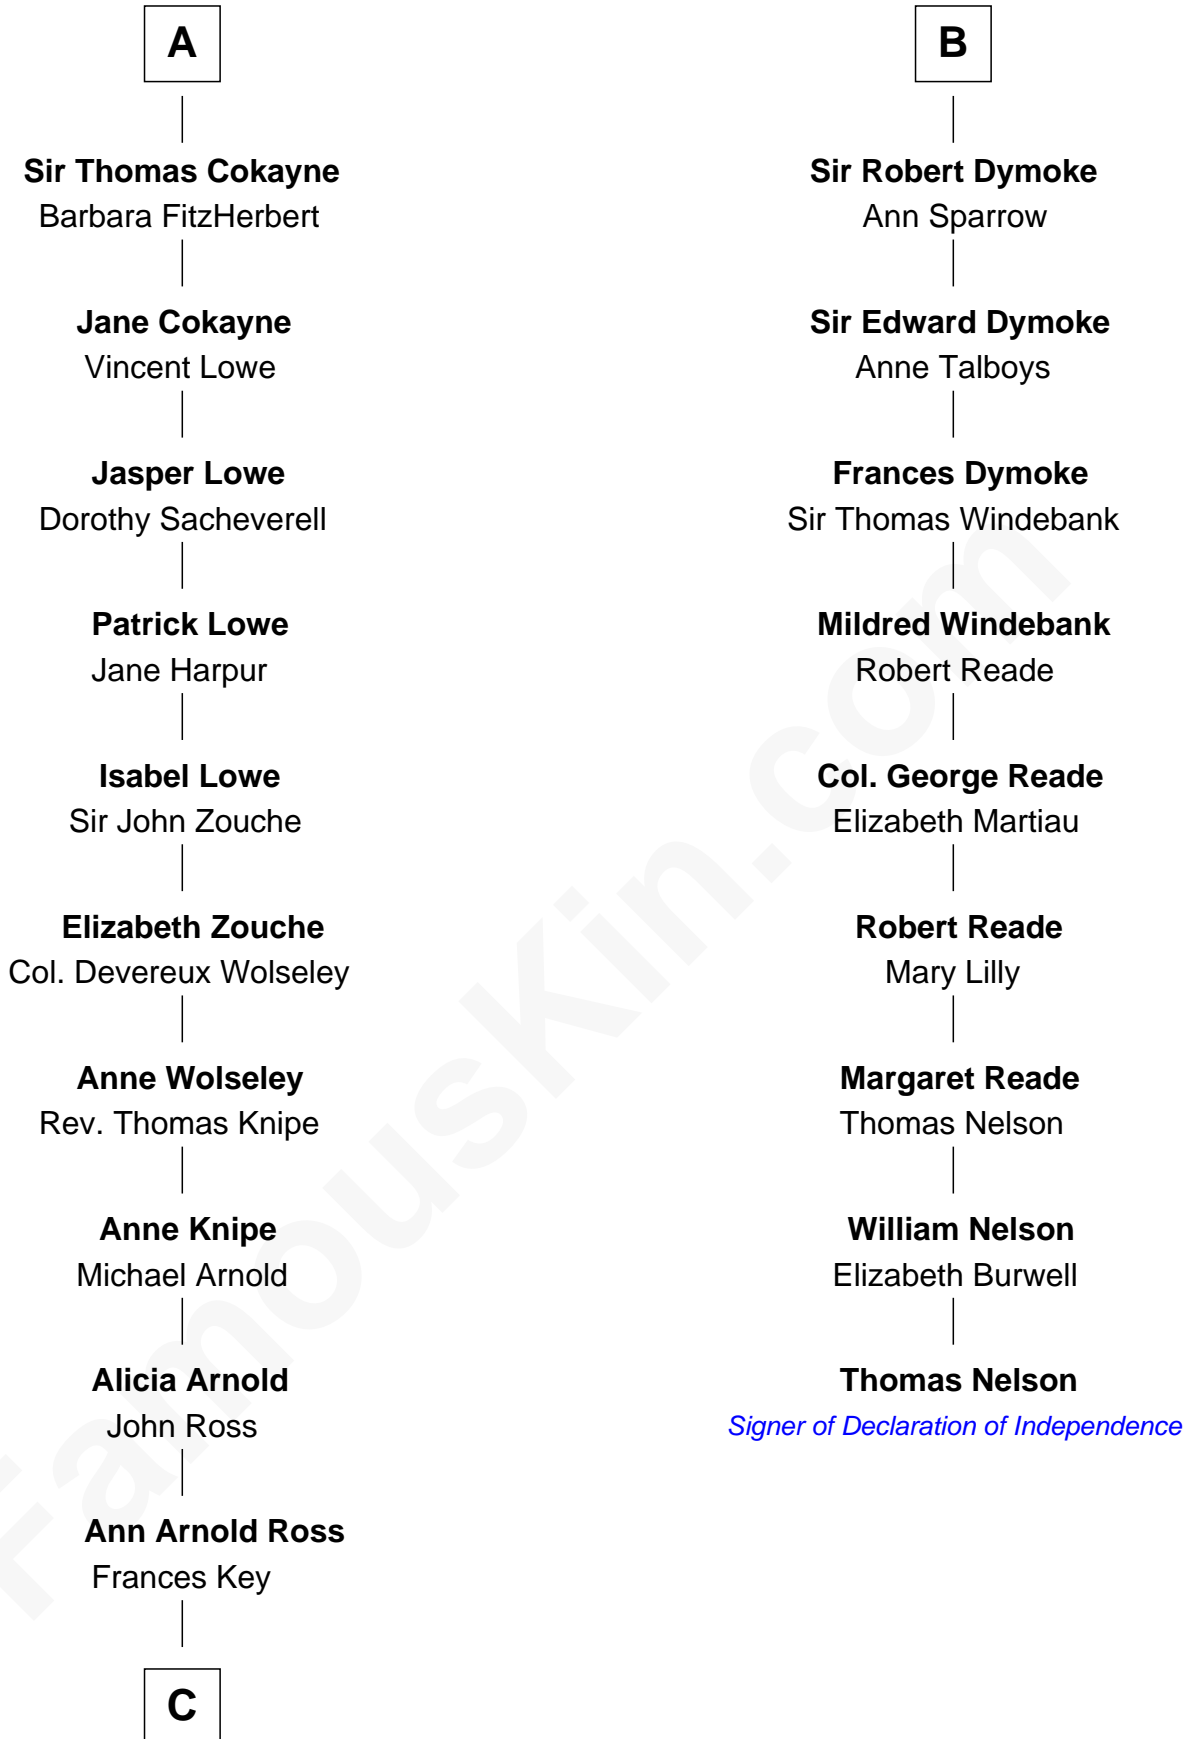 A
Sir Thomas Cokayne
Barbara FitzHerbert
Jane Cokayne
Vincent Lowe
Jasper Lowe
Dorothy Sacheverell
Patrick Lowe
Jane Harpur
Isabel Lowe
Sir John Zouche
Elizabeth Zouche
Col. Devereux Wolseley
Anne Wolseley
Rev. Thomas Knipe
Anne Knipe
Michael Arnold
Alicia Arnold
John Ross
Ann Arnold Ross
Frances Key
C
B
Sir Robert Dymoke
Ann Sparrow
Sir Edward Dymoke
Anne Talboys
Frances Dymoke
Sir Thomas Windebank
Mildred Windebank
Robert Reade
Col. George Reade
Elizabeth Martiau
Robert Reade
Mary Lilly
Margaret Reade
Thomas Nelson
William Nelson
Elizabeth Burwell
Thomas Nelson
Signer of Declaration of Independence
FamousKin.com